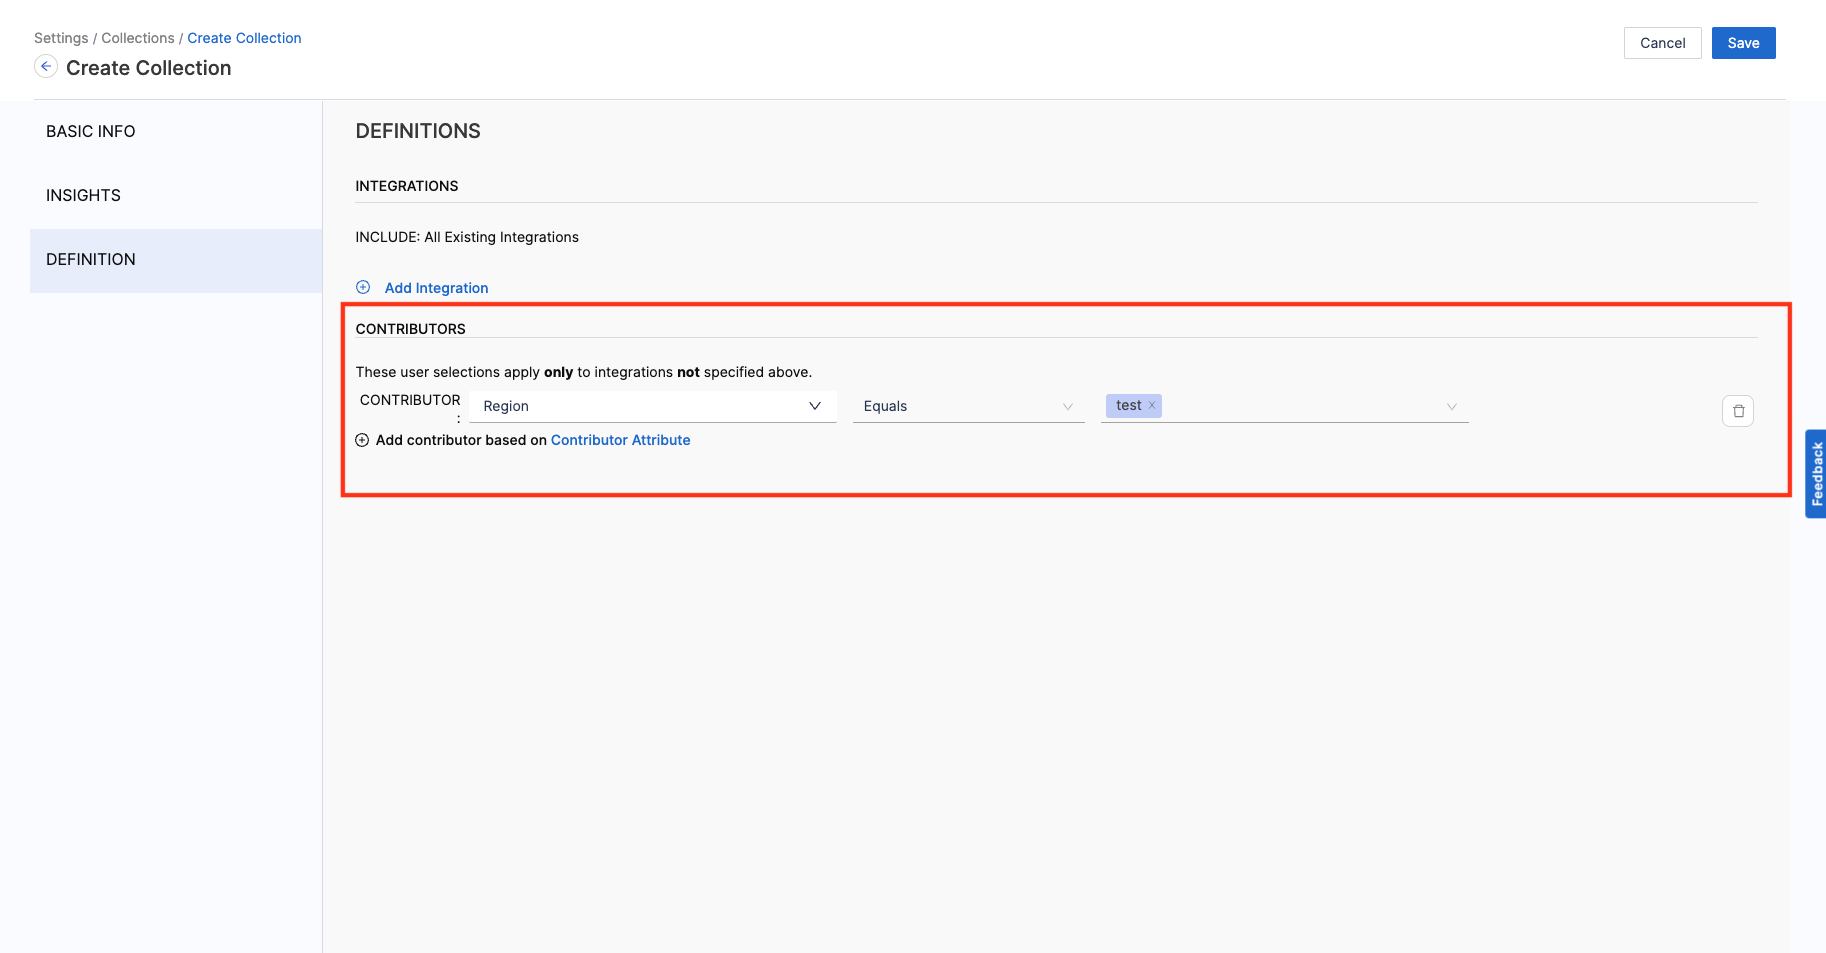 Settings / Collections / Create Collection
Create Collection
Cancel
Save
BASIC INFO
INSIGHTS
DEFINITION
DEFINITIONS
INTEGRATIONS
INCLUDE: All Existing Integrations
Add Integration
CONTRIBUTORS
These user selections apply only to integrations not specified above.
CONTRIBUTOR
:
Region
Equals
test
Add contributor based on Contributor Attribute
Feedback